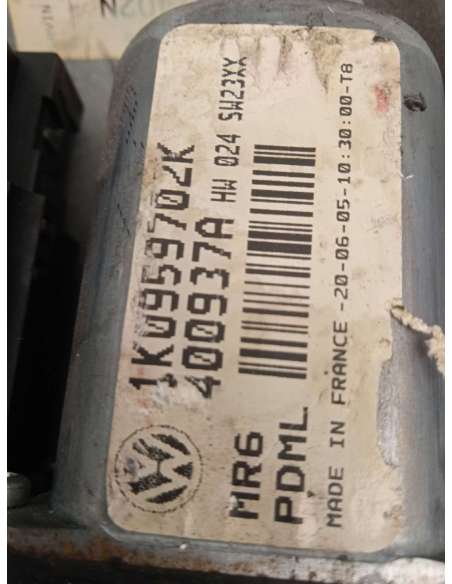 1K0959702K
400937A HW 024 SW23XX
MR6
PDML
MADE IN FRANCE -20-06-05-10:30:00-T8